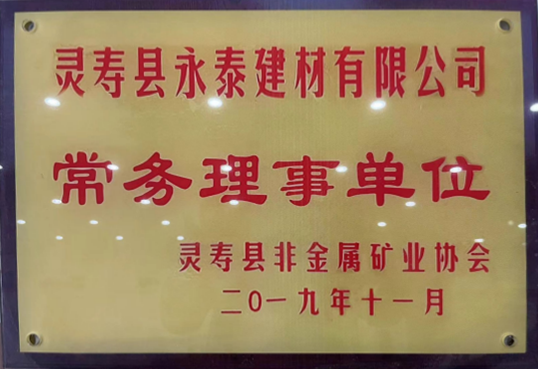 灵寿县永泰建材有限公司
常务理事单位
灵寿县非金属矿业协会
二〇一九年十一月